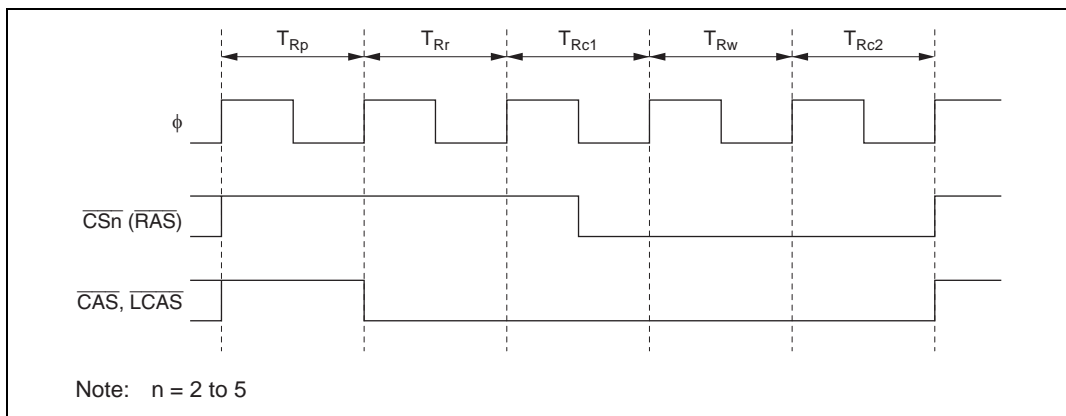 TRp TRr TRc1 TRw TRc2
φ
CSn (RAS)
CAS, LCAS
Note: n = 2 to 5